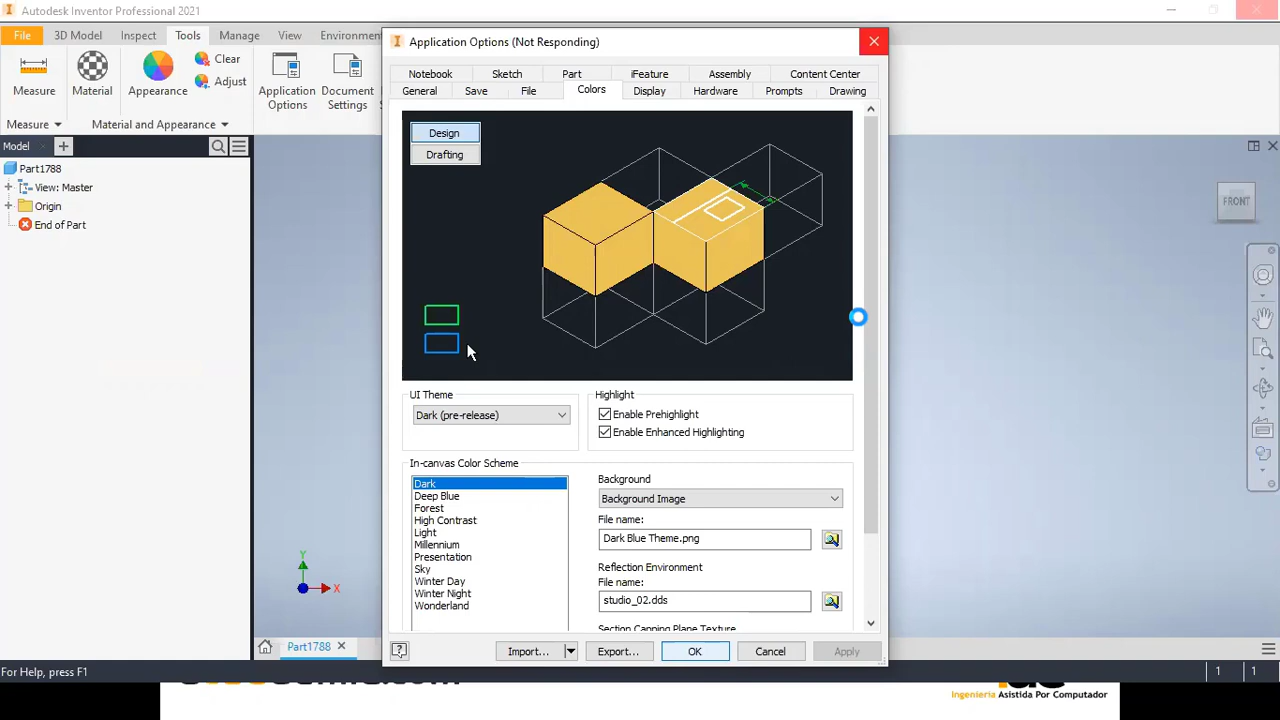 Autodesk Inventor Professional 2021
File 3D Model Inspect Tools Manage View Environmen
Measure Material Appearance Clear Adjust Application Options Document Settings
Measure Material and Appearance
Application Options (Not Responding)
Notebook Sketch Part iFeature Assembly Content Center
General Save File Colors Display Hardware Prompts Drawing
Model
Part1788
View: Master
Origin
End of Part
Design
Drafting
FRONT
UI Theme
Dark (pre-release)
Highlight
Enable Prehighlight
Enable Enhanced Highlighting
In-canvas Color Scheme
Dark
Deep Blue
Forest
High Contrast
Light
Millennium
Presentation
Sky
Winter Day
Winter Night
Wonderland
Background
Background Image
File name:
Dark Blue Theme.png
Reflection Environment
File name:
studio_02.dds
Section Capping Plane Texture
Y
X
Part1788
Import... Export... OK Cancel Apply
For Help, press F1
1 1
Ingeniería Asistida Por Computador